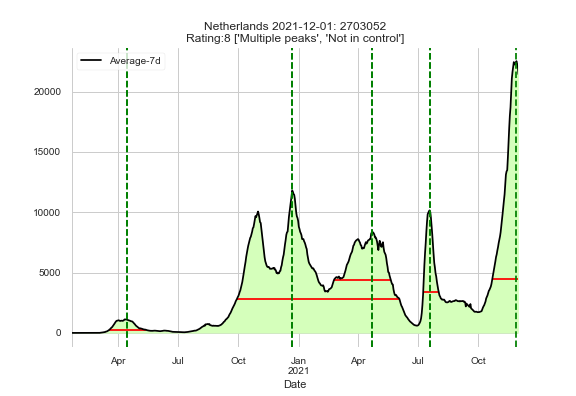 Netherlands 2021-12-01: 2703052
Rating:8 ['Multiple peaks', 'Not in control']
Average-7d
20000
15000
10000
5000
0
Apr
Jul
Oct
Jan
2021
Apr
Jul
Oct
Date